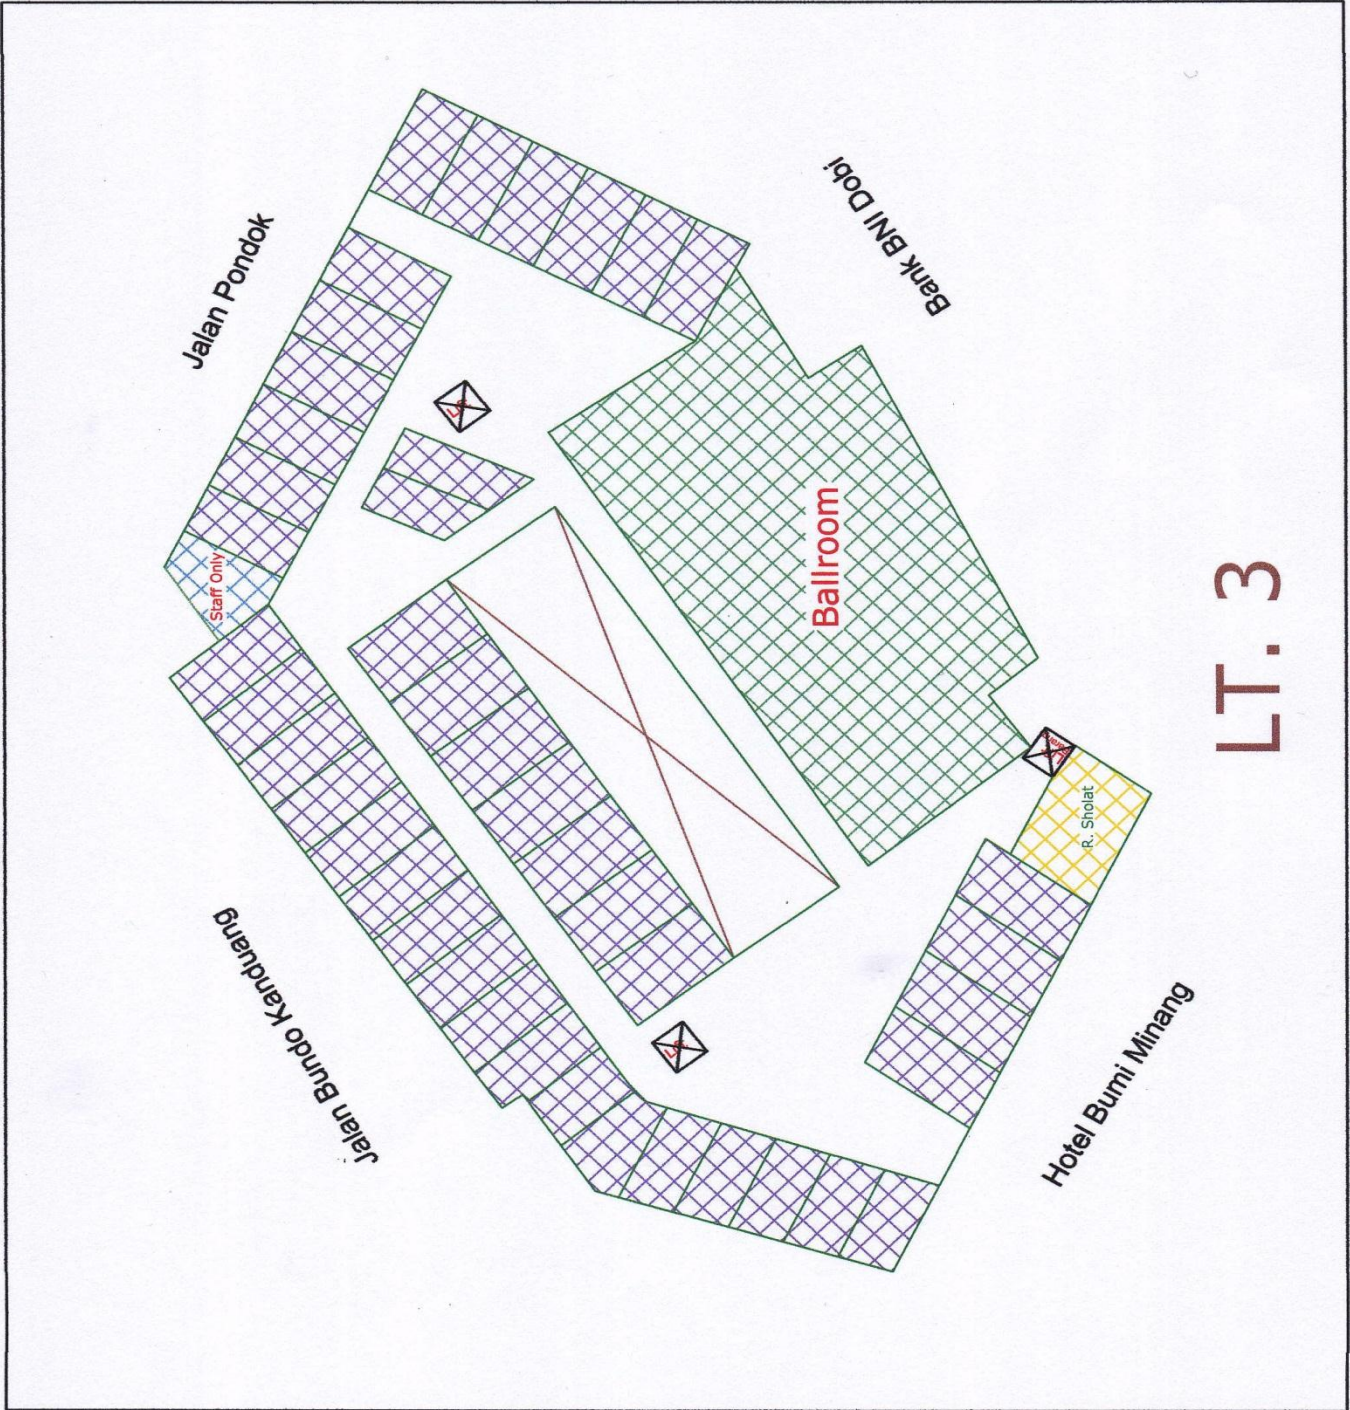 Bank BNI Dobi
Jalan Pondok
Ballroom
Staff Only
LT. 3
R. Sholat
Jalan Bundo Kanduang
Hotel Bumi Minang